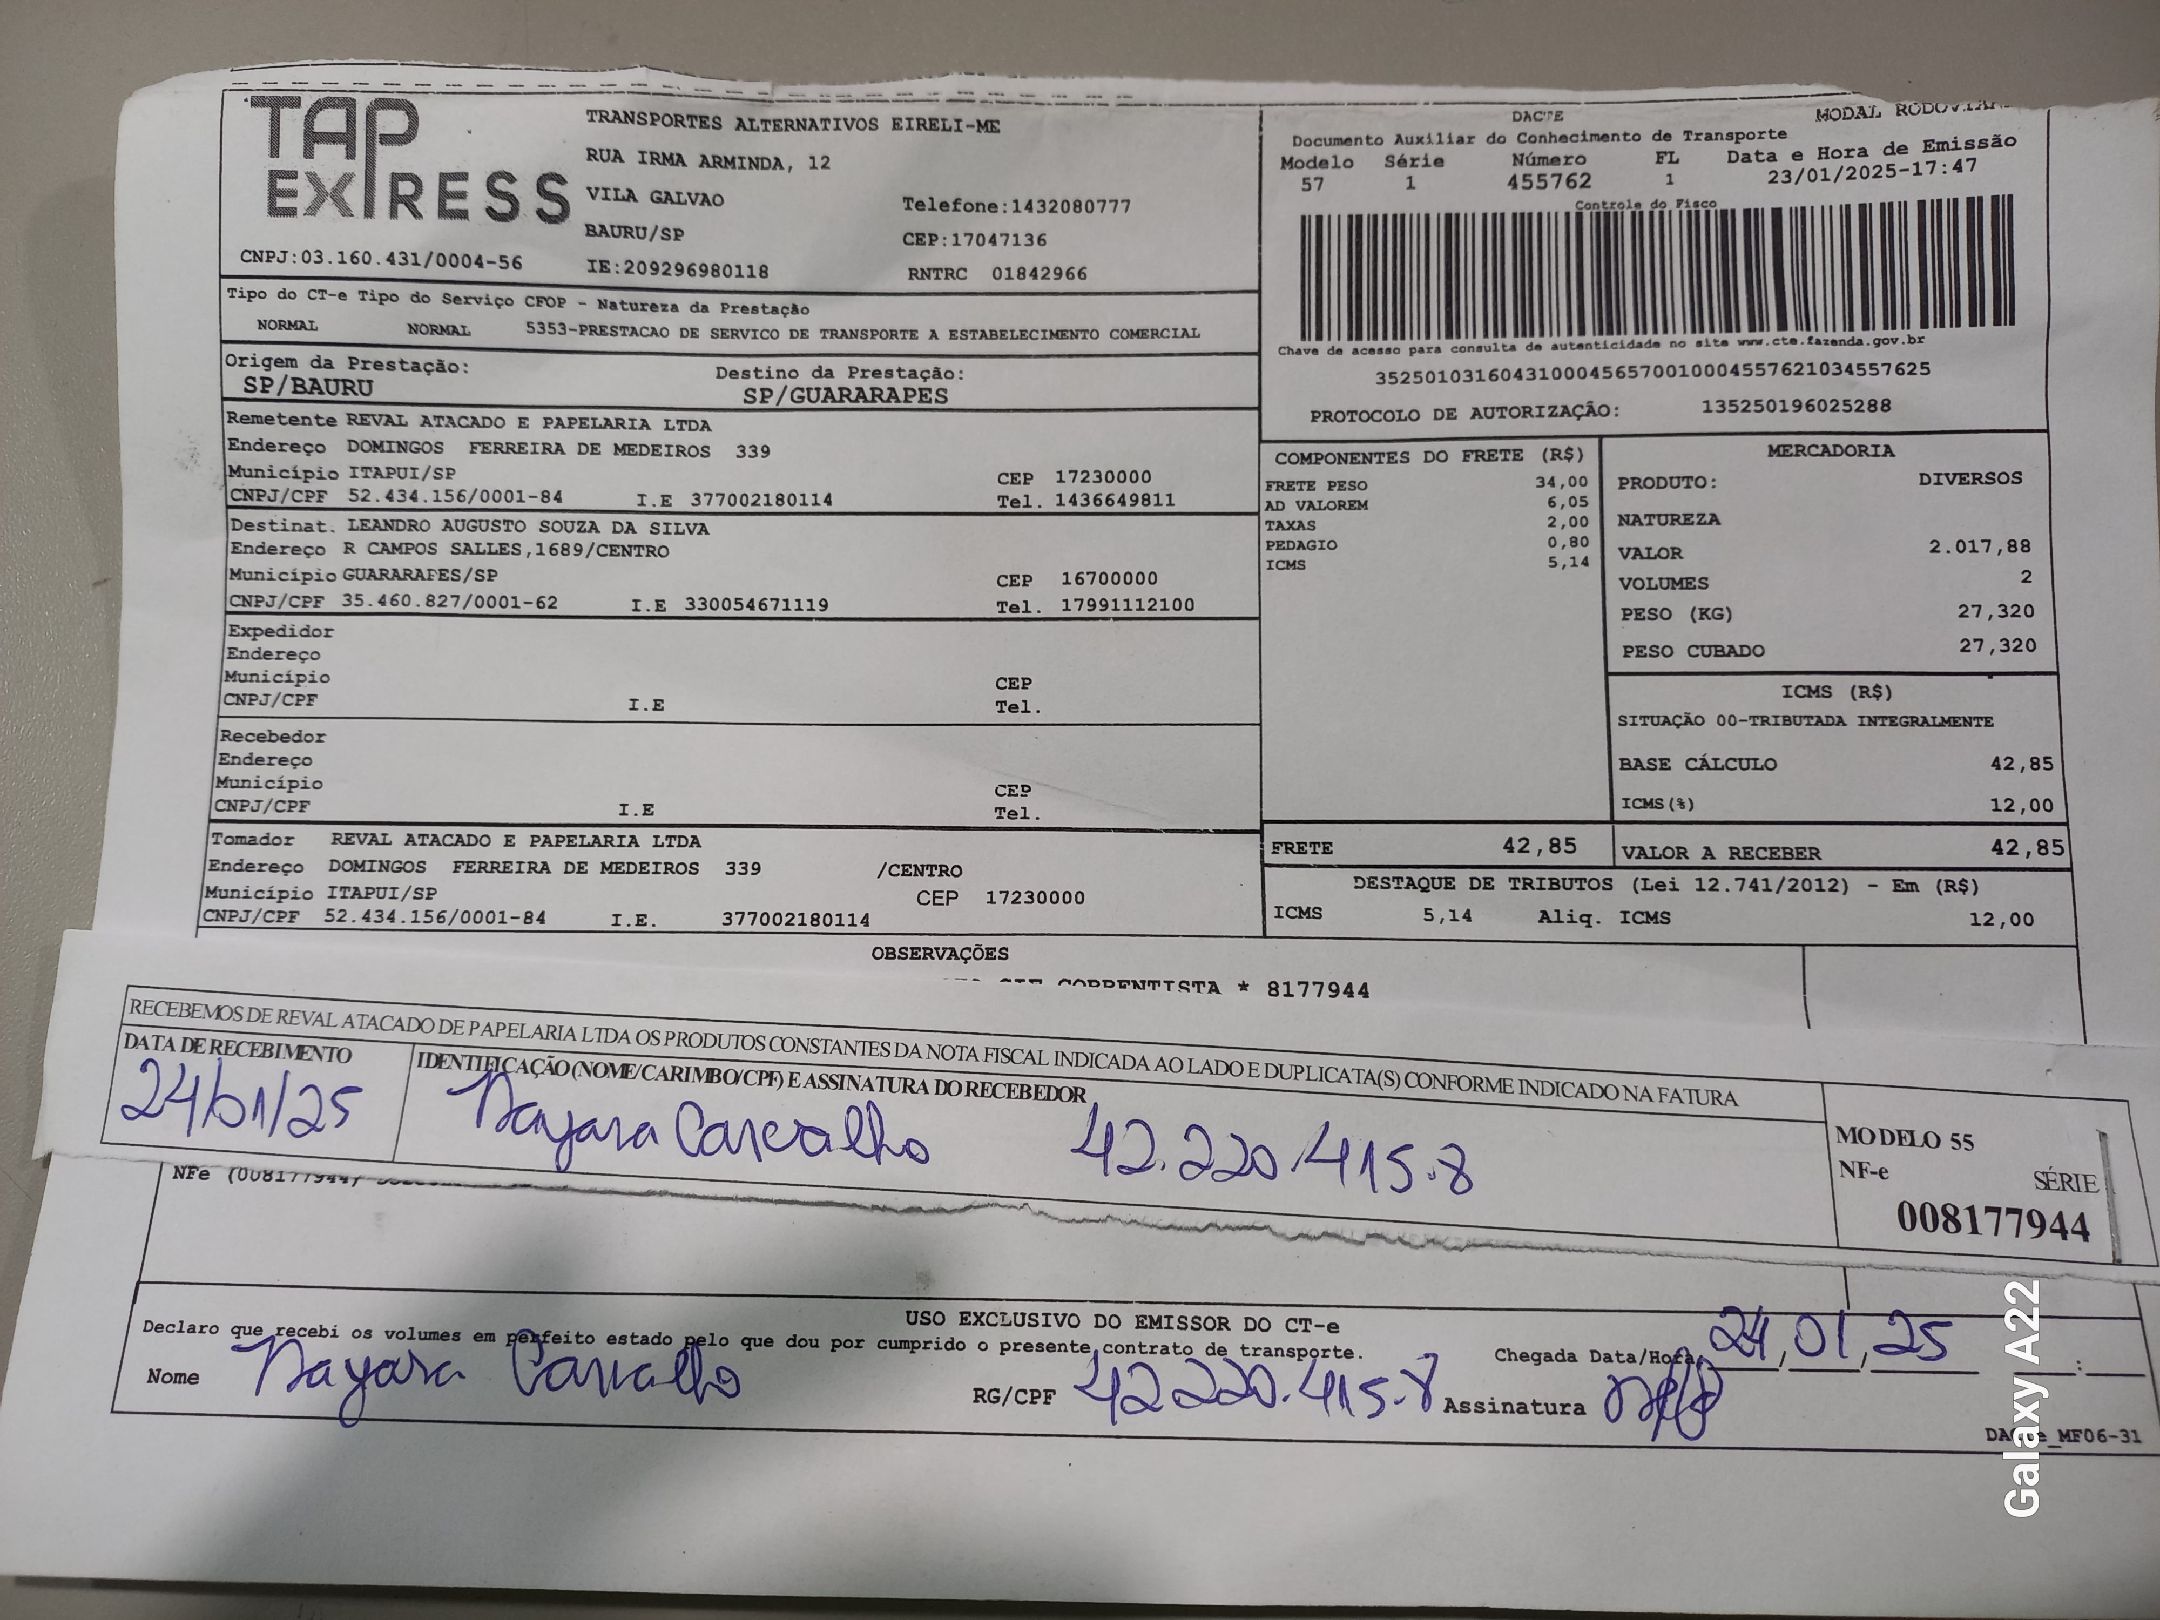 TAP EXPRESS
TRANSPORTES ALTERNATIVOS EIRELI-ME
RUA IRMA ARMINDA, 12
VILA GALVAO Telefone:1432080777
BAURU/SP CEP:17047136
CNPJ:03.160.431/0004-56 IE:209296980118 RNTRC 01842966
DACTE MODAL
Documento Auxiliar do Conhecimento de Transporte
Modelo Série Número FL Data e Hora de Emissão
57 1 455762 1 23/01/2025-17:47
Controle do Fisco
Chave de acesso para consulta de autenticidade no site www.cte.fazenda.gov.br
35250103160431000456570010004557621034557625
PROTOCOLO DE AUTORIZAÇÃO: 135250196025288
Tipo do CT-e Tipo do Serviço CFOP - Natureza da Prestação
NORMAL NORMAL 5353-PRESTACAO DE SERVICO DE TRANSPORTE A ESTABELECIMENTO COMERCIAL
Origem da Prestação: Destino da Prestação:
SP/BAURU SP/GUARARAPES
Remetente REVAL ATACADO E PAPELARIA LTDA
Endereço DOMINGOS FERREIRA DE MEDEIROS 339
Município ITAPUI/SP CEP 17230000
CNPJ/CPF 52.434.156/0001-84 I.E 377002180114 Tel. 1436649811
Destinat. LEANDRO AUGUSTO SOUZA DA SILVA
Endereço R CAMPOS SALLES,1689/CENTRO
Município GUARARAPES/SP CEP 16700000
CNPJ/CPF 35.460.827/0001-62 I.E 330054671119 Tel. 17991112100
Expedidor
Endereço
Município CEP
CNPJ/CPF I.E Tel.
Recebedor
Endereço
Município CEP
CNPJ/CPF I.E Tel.
Tomador REVAL ATACADO E PAPELARIA LTDA
Endereço DOMINGOS FERREIRA DE MEDEIROS 339 /CENTRO
Município ITAPUI/SP CEP 17230000
CNPJ/CPF 52.434.156/0001-84 I.E. 377002180114
COMPONENTES DO FRETE (R$)
FRETE PESO 34,00
AD VALOREM 6,05
TAXAS 2,00
PEDAGIO 0,80
ICMS 5,14
MERCADORIA
PRODUTO: DIVERSOS
NATUREZA
VALOR 2.017,88
VOLUMES 2
PESO (KG) 27,320
PESO CUBADO 27,320
ICMS (R$)
SITUAÇÃO 00-TRIBUTADA INTEGRALMENTE
BASE CÁLCULO 42,85
ICMS(%) 12,00
FRETE 42,85 VALOR A RECEBER 42,85
DESTAQUE DE TRIBUTOS (Lei 12.741/2012) - Em (R$)
ICMS 5,14 Aliq. ICMS 12,00
OBSERVAÇÕES
CORRENTISTA * 8177944
RECEBEMOS DE REVAL ATACADO DE PAPELARIA LTDA OS PRODUTOS CONSTANTES DA NOTA FISCAL INDICADA AO LADO E DUPLICATA(S) CONFORME INDICADO NA FATURA
DATA DE RECEBIMENTO IDENTIFICAÇÃO (NOME/CARIMBO/CPF) E ASSINATURA DO RECEBEDOR
24/01/25 Nayara Carvalho 42.220.415.8
MODELO 55
NF-e SÉRIE
008177944
NFe (008177944)
USO EXCLUSIVO DO EMISSOR DO CT-e
Declaro que recebi os volumes em perfeito estado pelo que dou por cumprido o presente contrato de transporte. Chegada Data/Hora 24,01,25 :
Nome Nayara Carvalho RG/CPF 42220.415-8 Assinatura
MF06-31
Galaxy A22